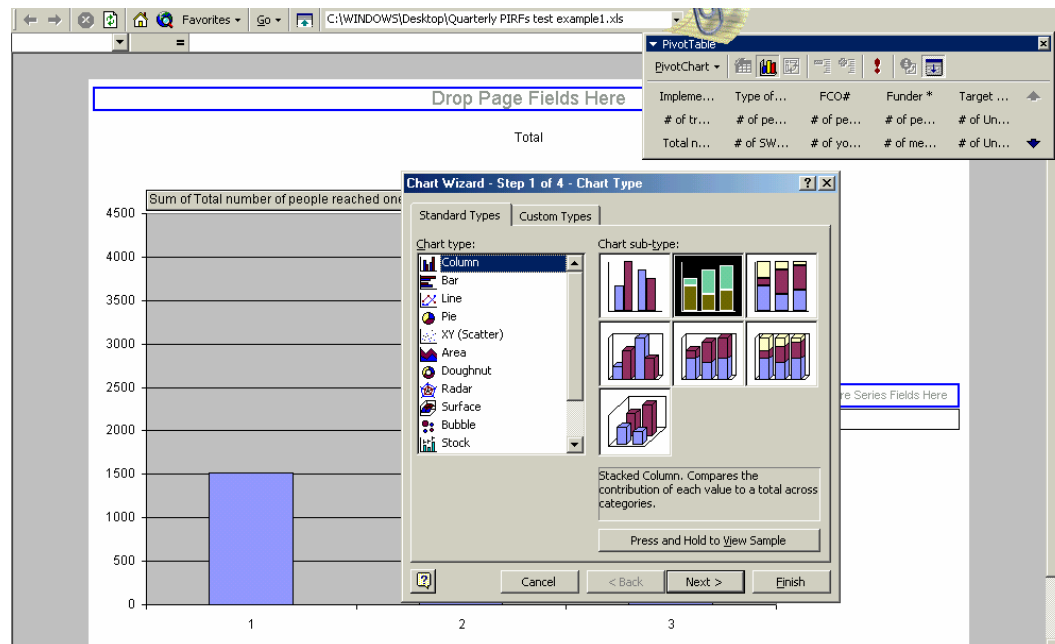 Favorites Go C:\WINDOWS\Desktop\Quarterly PIRFs test example1.xls
=
PivotTable
PivotChart
Impleme... Type of... FCO# Funder * Target ...
# of tr... # of pe... # of pe... # of pe... # of Un...
Total n... # of SW... # of yo... # of me... # of Un...
Drop Page Fields Here
Total
Sum of Total number of people reached one
4500
4000
3500
3000
2500
2000
1500
1000
500
0
1 2 3
re Series Fields Here
Chart Wizard - Step 1 of 4 - Chart Type
Standard Types Custom Types
Chart type:
Column
Bar
Line
Pie
XY (Scatter)
Area
Doughnut
Radar
Surface
Bubble
Stock
Chart sub-type:
Stacked Column. Compares the
contribution of each value to a total across
categories.
Press and Hold to View Sample
Cancel < Back Next > Finish